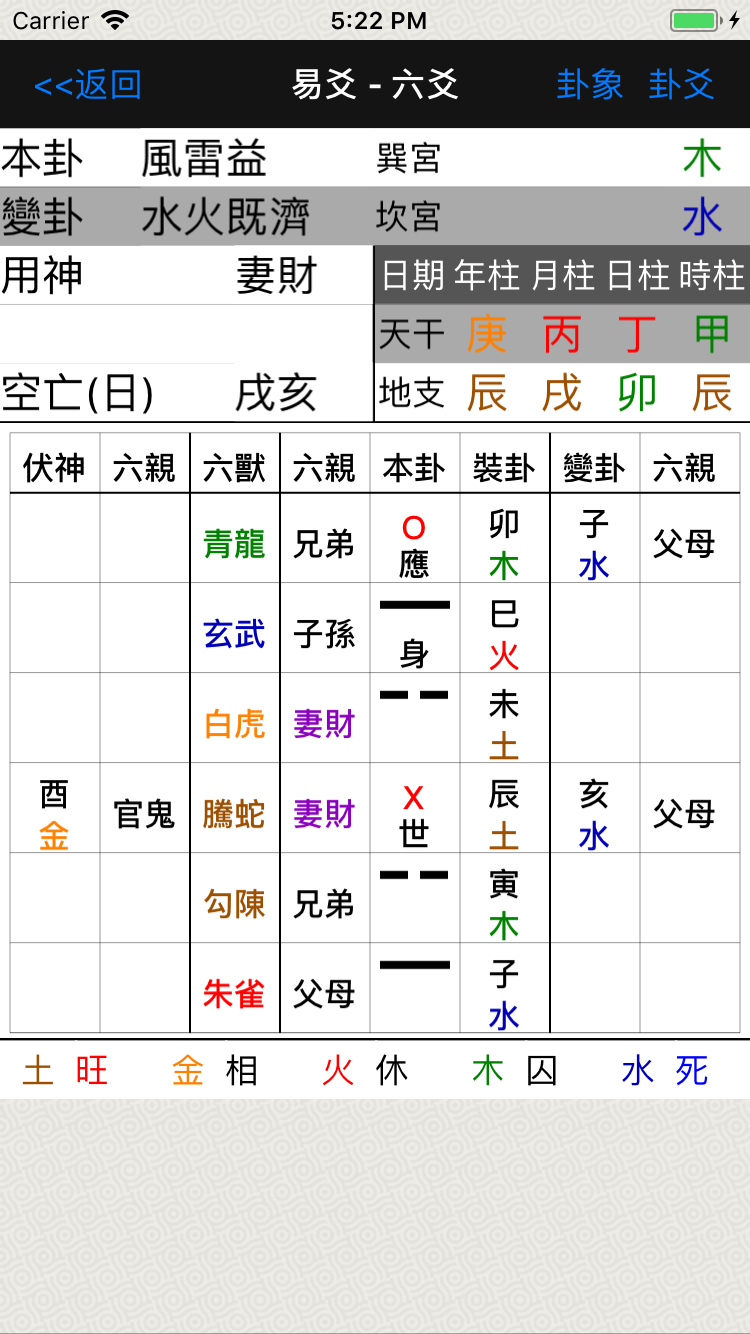 Carrier 5:22 PM
<<返回 易爻 - 六爻 卦象 卦爻
本卦 風雷益 巽宮 木
變卦 水火既濟 坎宮 水
用神 妻財 日期 年柱 月柱 日柱 時柱
天干 庚 丙 丁 甲
空亡(日) 戌亥 地支 辰 戌 卯 辰
伏神 六親 六獸 六親 本卦 裝卦 變卦 六親
青龍 兄弟 O 應 卯 木 子 水 父母
玄武 子孫 身 巳 火
白虎 妻財 未 土
酉 金 官鬼 騰蛇 妻財 X 世 辰 土 亥 水 父母
勾陳 兄弟 寅 木
朱雀 父母 子 水
土 旺 金 相 火 休 木 囚 水 死